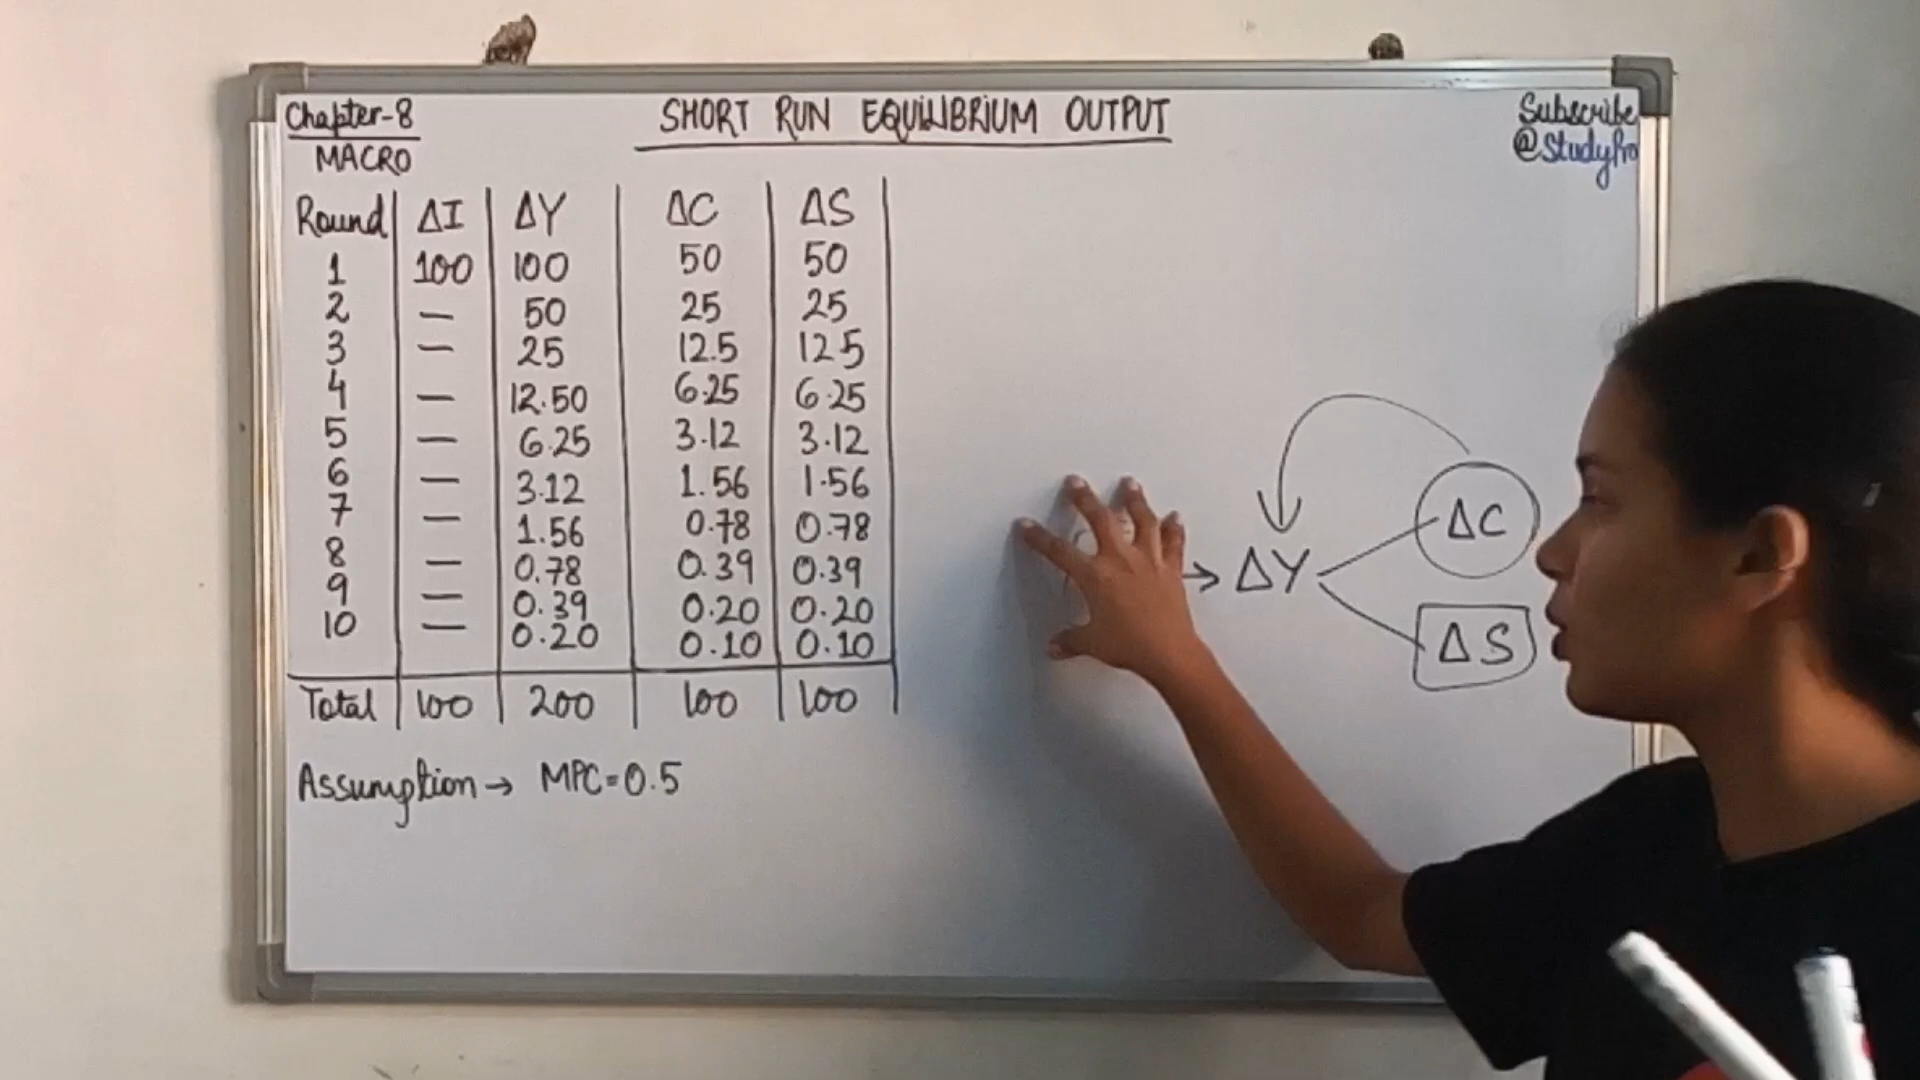 Chapter-8
MACRO
SHORT RUN EQUILIBRIUM OUTPUT
Subscribe
@StudyPro
Round ΔI ΔY ΔC ΔS
1 100 100 50 50
2 — 50 25 25
3 — 25 12.5 12.5
4 — 12.50 6.25 6.25
5 — 6.25 3.12 3.12
6 — 3.12 1.56 1.56
7 — 1.56 0.78 0.78
8 — 0.78 0.39 0.39
9 — 0.39 0.20 0.20
10 — 0.20 0.10 0.10
Total 100 200 100 100
Assumption → MPC=0.5
→ ΔY
ΔC
ΔS